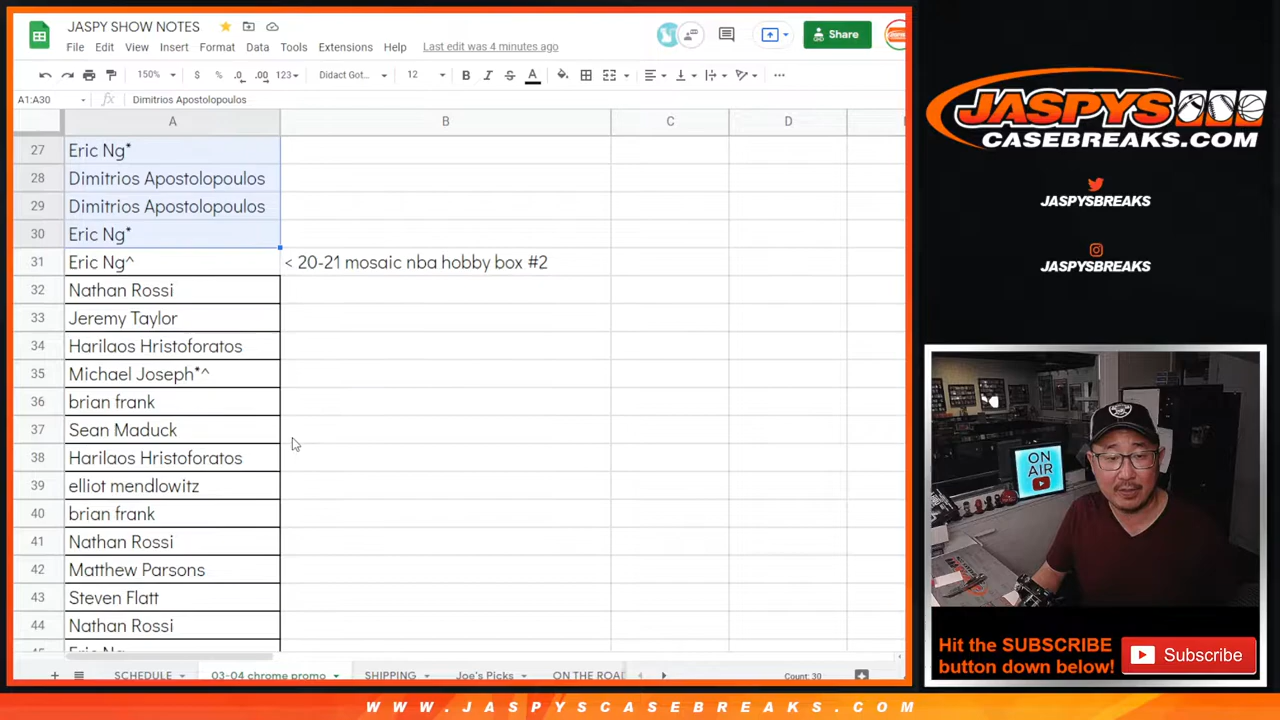 JASPY SHOW NOTES
File Edit View Insert Format Data Tools Extensions Help Last edit was 4 minutes ago
Share
150% $ % .0 .00 123 Didact Got... 12 B I S A
A1:A30 fx Dimitrios Apostolopoulos
A B C D
27 Eric Ng*
28 Dimitrios Apostolopoulos
29 Dimitrios Apostolopoulos
30 Eric Ng*
31 Eric Ng^ < 20-21 mosaic nba hobby box #2
32 Nathan Rossi
33 Jeremy Taylor
34 Harilaos Hristoforatos
35 Michael Joseph*^
36 brian frank
37 Sean Maduck
38 Harilaos Hristoforatos
39 elliot mendlowitz
40 brian frank
41 Nathan Rossi
42 Matthew Parsons
43 Steven Flatt
44 Nathan Rossi
45 Eric Ng
SCHEDULE 03-04 chrome promo SHIPPING Joe's Picks ON THE ROAD Count: 30
JASPYS
CASEBREAKS.COM
JASPYSBREAKS
JASPYSBREAKS
ON
AIR
Hit the SUBSCRIBE
button down below!
Subscribe
WWW.JASPYSCASEBREAKS.COM